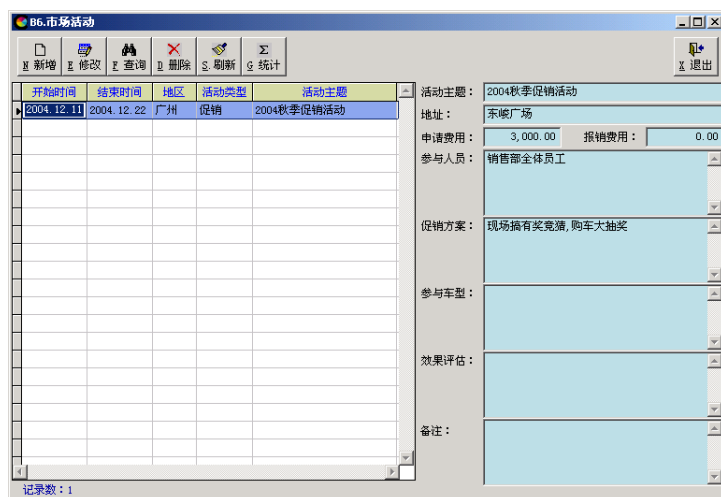 B6.市场活动
N 新增 E 修改 F 查询 D 删除 S.刷新 G 统计 X 退出
开始时间 结束时间 地区 活动类型 活动主题
2004.12.11 2004.12.22 广州 促销 2004秋季促销活动
活动主题： 2004秋季促销活动
地址： 东峻广场
申请费用： 3,000.00 报销费用： 0.00
参与人员： 销售部全体员工
促销方案： 现场搞有奖竞猜,购车大抽奖
参与车型：
效果评估：
备注：
记录数：1